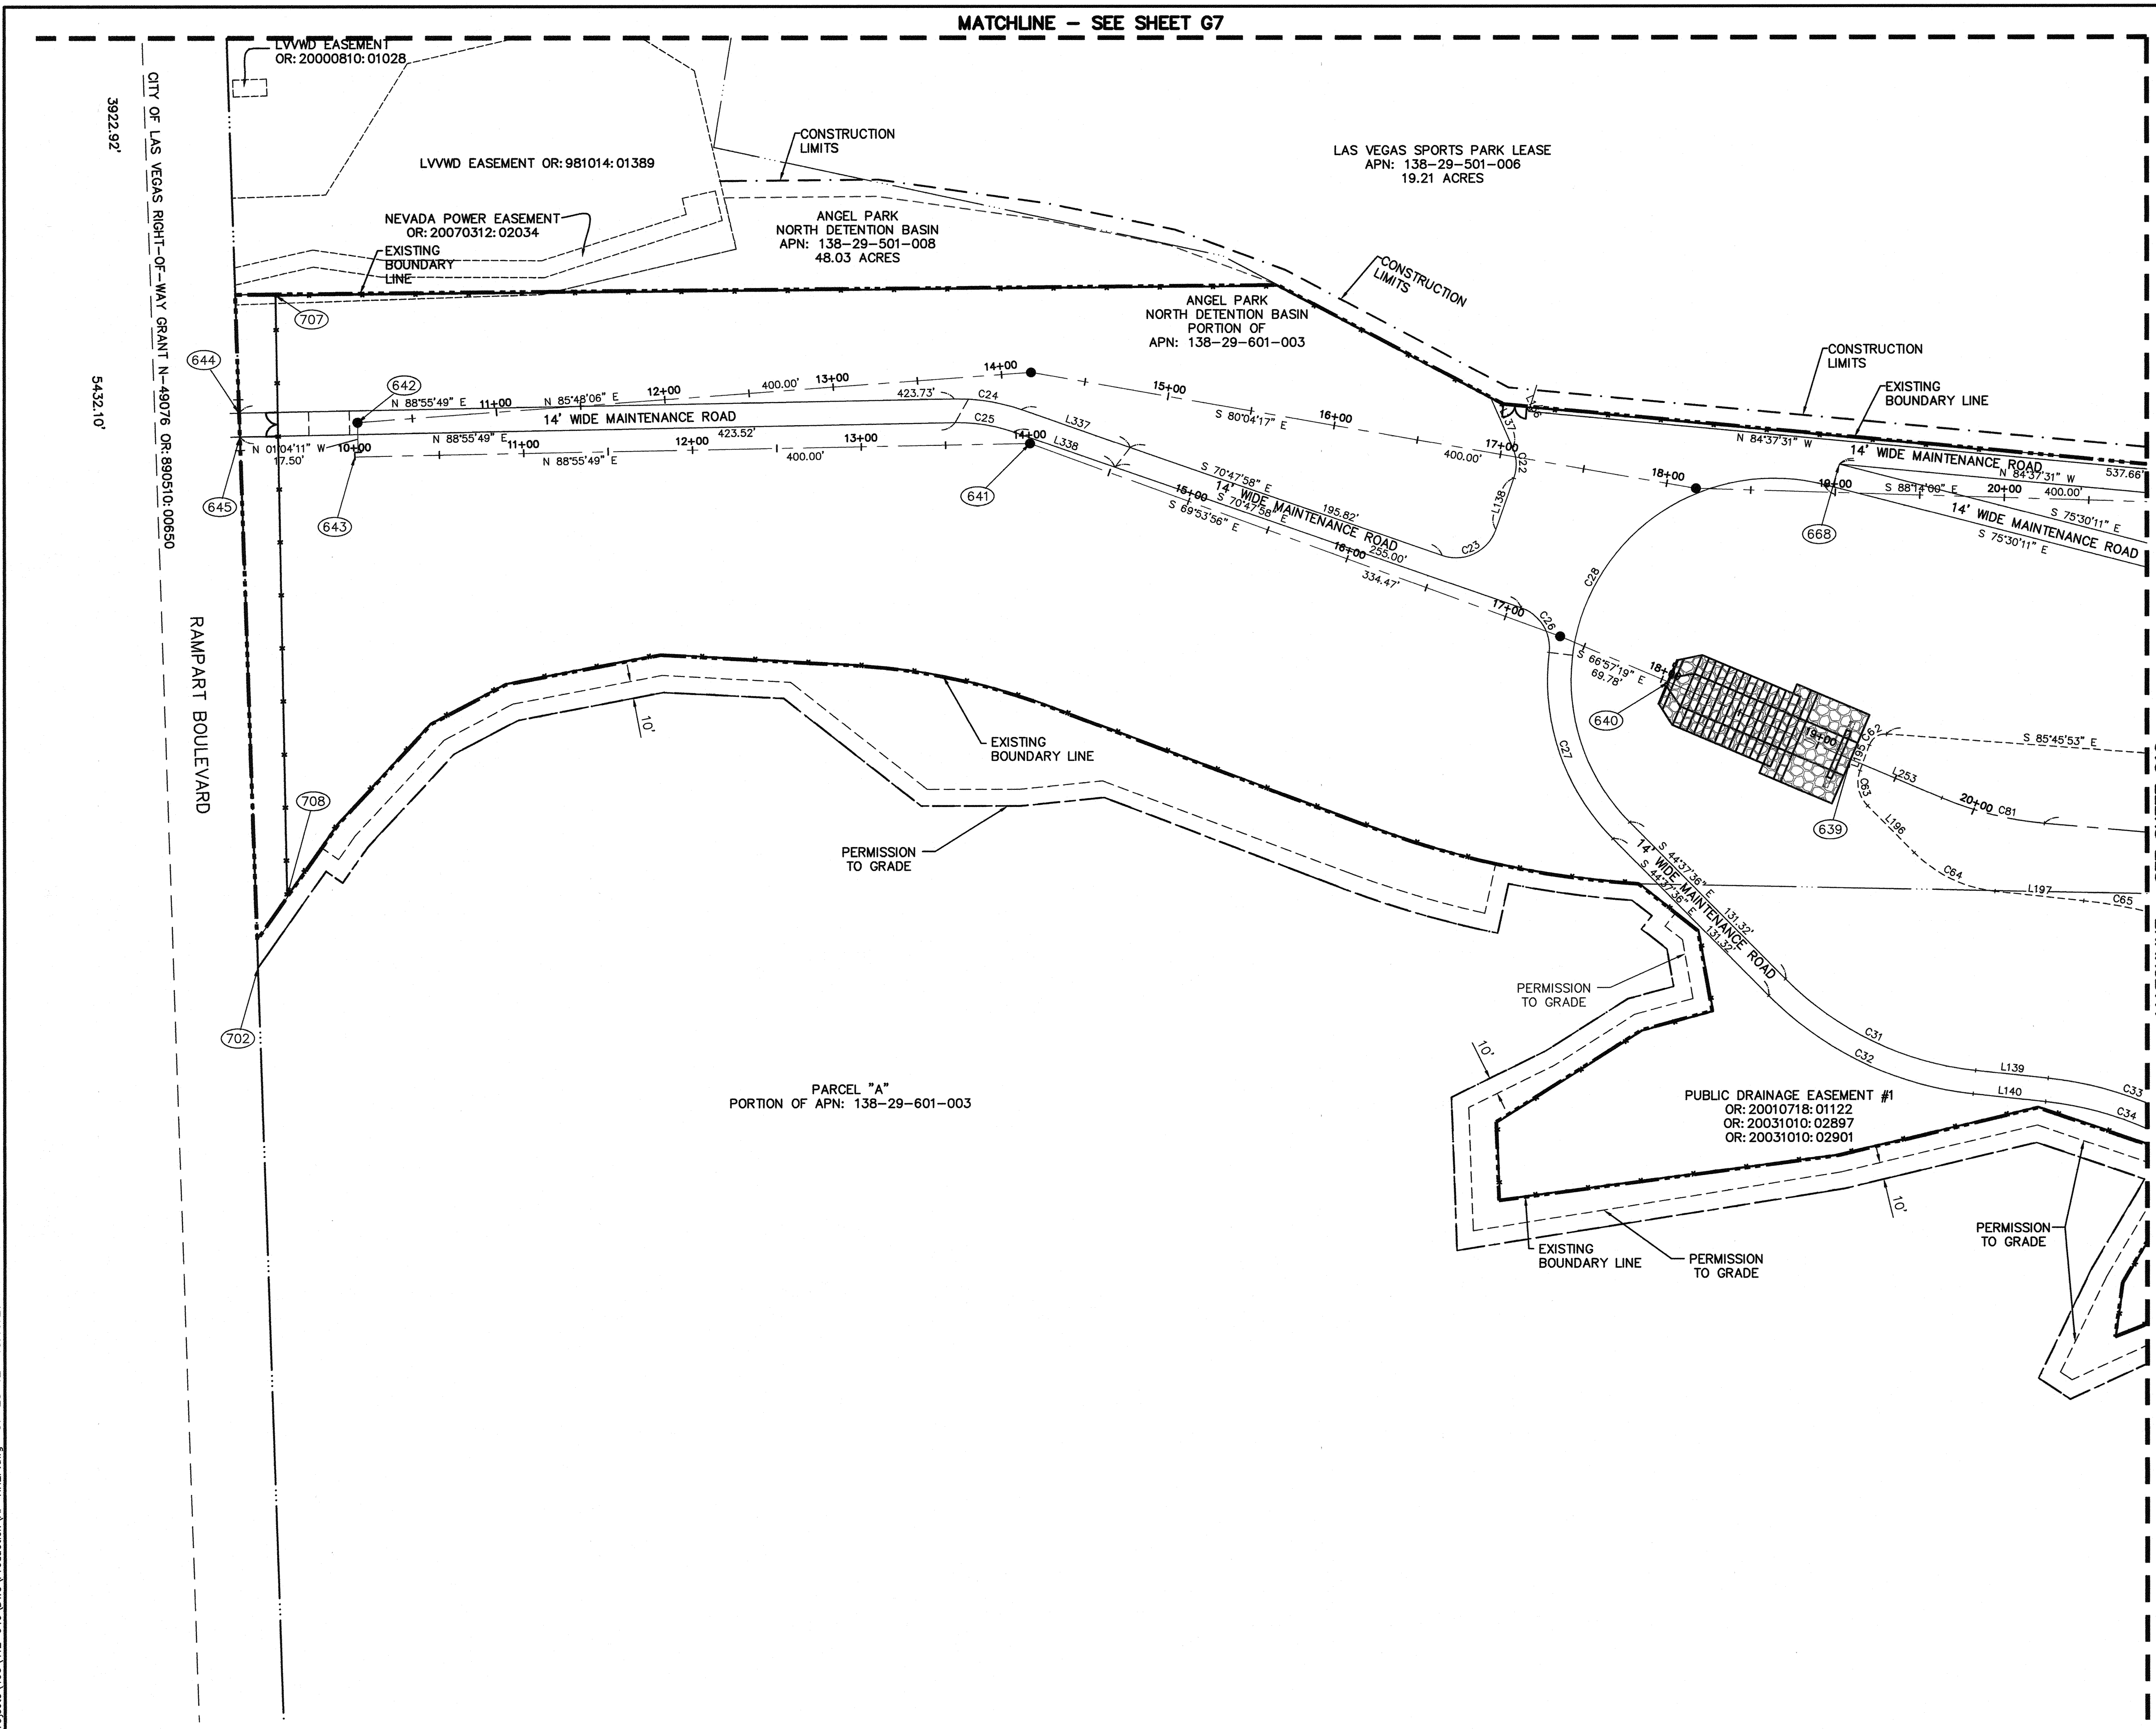 MATCHLINE – SEE SHEET G7
LVVWD EASEMENT
OR: 20000810: 01028
3922.92'
CITY OF LAS VEGAS RIGHT-OF-WAY GRANT N-49076 OR: 890510: 00650
5432.10'
RAMPART BOULEVARD
LVVWD EASEMENT OR: 981014: 01389
CONSTRUCTION
LIMITS
LAS VEGAS SPORTS PARK LEASE
APN: 138-29-501-006
19.21 ACRES
NEVADA POWER EASEMENT
OR: 20070312: 02034
EXISTING
BOUNDARY
LINE
ANGEL PARK
NORTH DETENTION BASIN
APN: 138-29-501-008
48.03 ACRES
CONSTRUCTION
LIMITS
ANGEL PARK
NORTH DETENTION BASIN
PORTION OF
APN: 138-29-601-003
CONSTRUCTION
LIMITS
EXISTING
BOUNDARY LINE
707
644
642
645
643
641
N 88°55'49" E
11+00
N 85°48'06" E
12+00
400.00'
13+00
14+00
423.73'
C24
14' WIDE MAINTENANCE ROAD
C25
N 88°55'49" E
423.52'
N 01°04'11" W
17.50'
10+00
11+00
12+00
13+00
14+00
N 88°55'49" E
400.00'
L337
L338
15+00
S 80°04'17" E
16+00
400.00'
17+00
18+00
S 70°47'58" E
195.82'
14' WIDE MAINTENANCE ROAD
15+00
S 70°47'58" E
S 69°53'56" E
16+00
255.00'
334.47'
17+00
C22
L138
C23
C26
N 84°37'31" W
14' WIDE MAINTENANCE ROAD
537.66'
N 84°37'31" W
19+00
S 88°14'00" E
20+00
400.00'
S 75°30'11" E
14' WIDE MAINTENANCE ROAD
S 75°30'11" E
668
C28
S 66°57'19" E
69.78'
18+00
640
19+00
L195
C62
S 85°45'53" E
L253
C63
20+00
C81
639
L196
C64
L197
C65
C27
10'
EXISTING
BOUNDARY LINE
708
PERMISSION
TO GRADE
702
S 44°37'36" E
131.32'
14' WIDE MAINTENANCE ROAD
S 44°37'36" E
131.32'
PERMISSION
TO GRADE
10'
C31
C32
L139
L140
C33
C34
PARCEL "A"
PORTION OF APN: 138-29-601-003
PUBLIC DRAINAGE EASEMENT #1
OR: 20010718: 01122
OR: 20031010: 02897
OR: 20031010: 02901
10'
EXISTING
BOUNDARY LINE
PERMISSION
TO GRADE
PERMISSION
TO GRADE